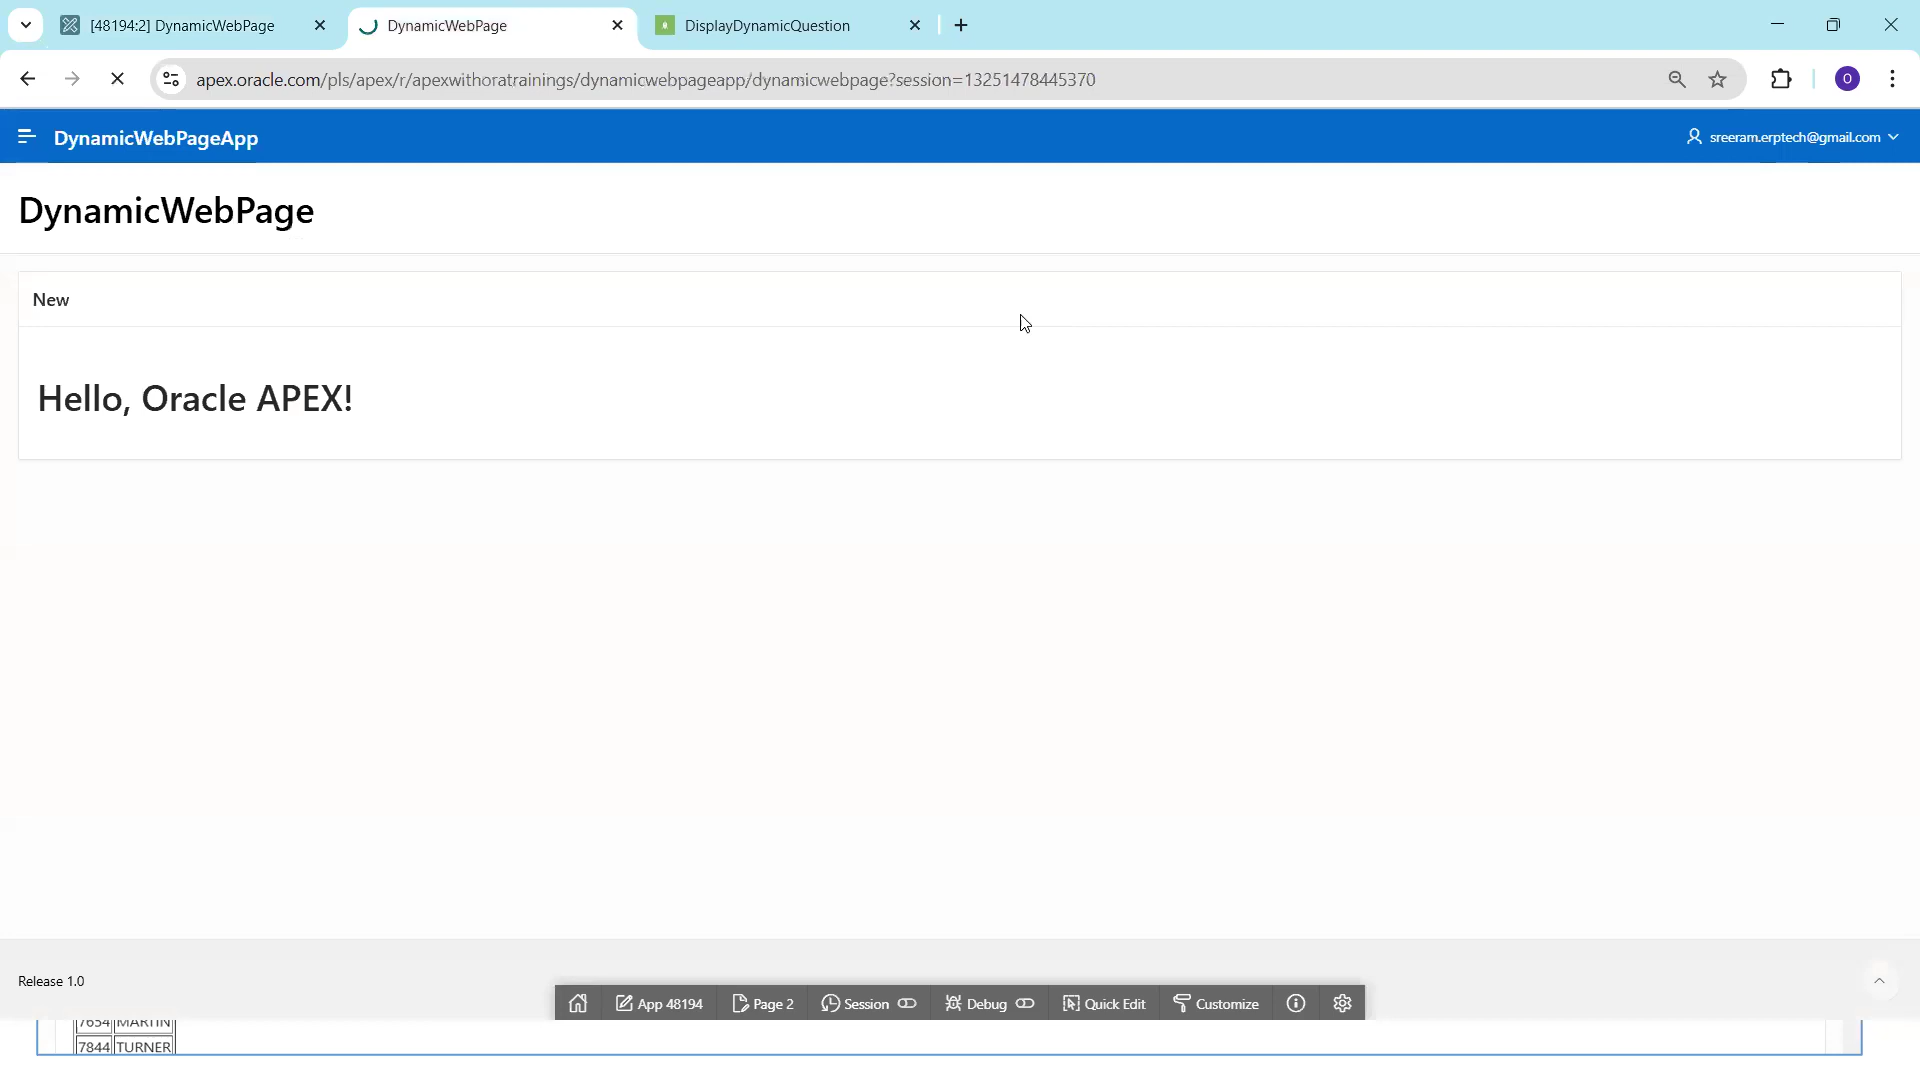 [48194:2] DynamicWebPage
DynamicWebPage
DisplayDynamicQuestion
apex.oracle.com/pls/apex/r/apexwithoratrainings/dynamicwebpageapp/dynamicwebpage?session=13251478445370
O
DynamicWebPageApp
sreeram.erptech@gmail.com
DynamicWebPage
New
Hello, Oracle APEX!
Release 1.0
App 48194
Page 2
Session
Debug
Quick Edit
Customize
7654 MARTIN
7844 TURNER